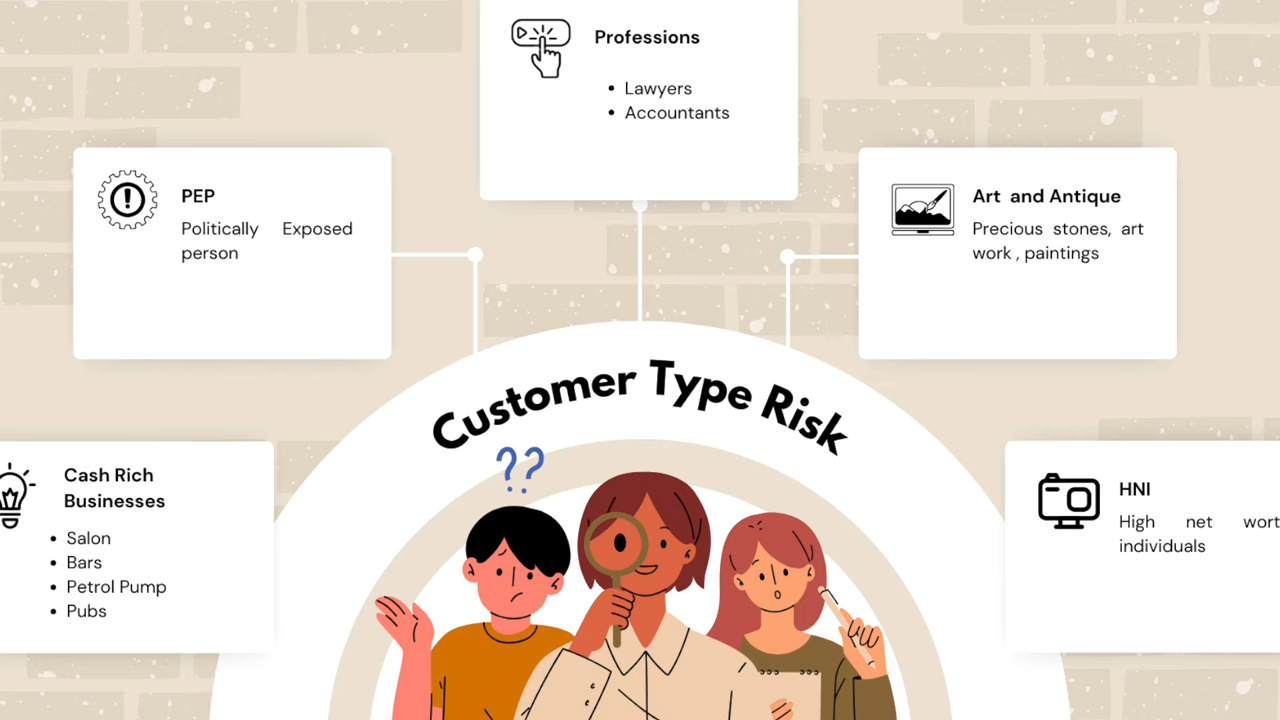 Professions
• Lawyers
• Accountants
PEP
Politically Exposed
person
Art and Antique
Precious stones, art
work , paintings
Customer Type Risk
??
Cash Rich
Businesses
• Salon
• Bars
• Petrol Pump
• Pubs
HNI
High net wort
individuals